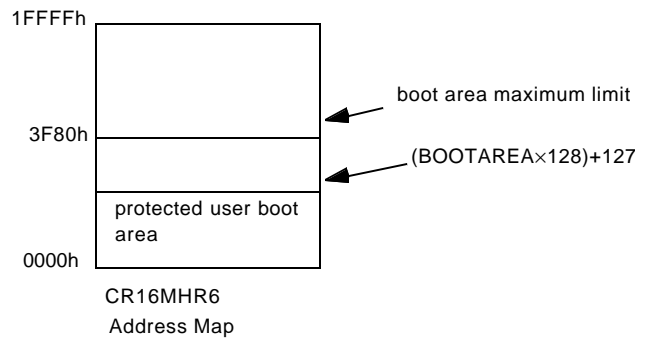 1FFFFh
boot area maximum limit
3F80h
(BOOTAREA×128)+127
protected user boot
area
0000h
CR16MHR6
Address Map